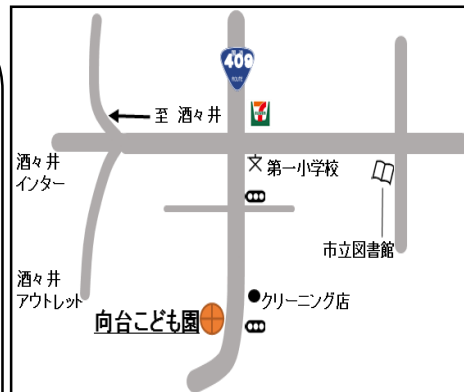 409
ROUTE
7
至 酒々井
酒々井
インター
文
第一小学校
市立図書館
酒々井
アウトレット
クリーニング店
向台こども園